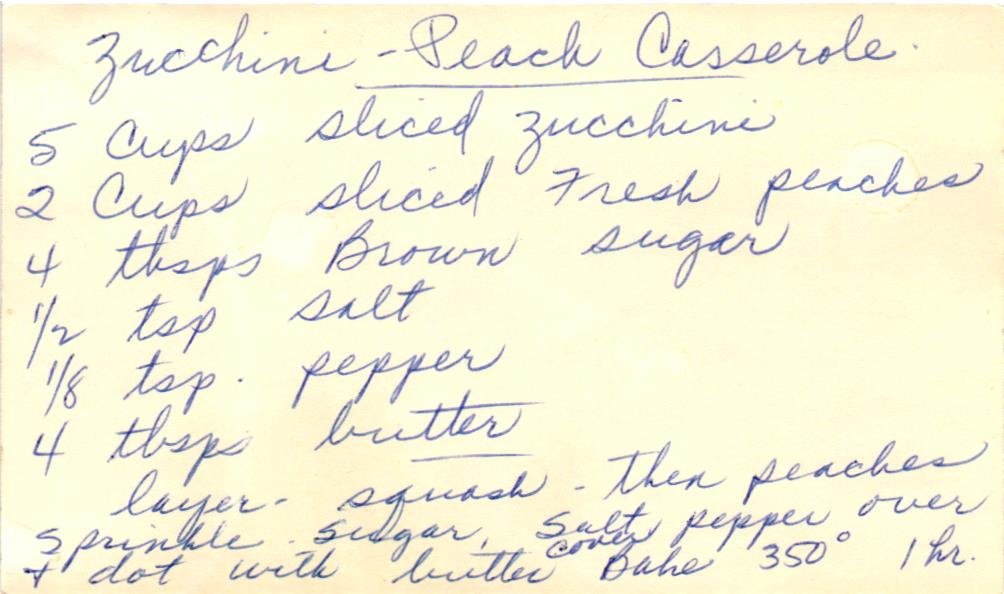 Zucchini - Peach Casserole.
5 Cups sliced zucchini
2 Cups sliced Fresh peaches
4 tbsps Brown sugar
1/2 tsp salt
1/8 tsp. pepper
4 tbsps butter
layer - squash - then peaches
Sprinkle sugar, salt pepper over
+ dot with butter cover Bake 350° 1 hr.